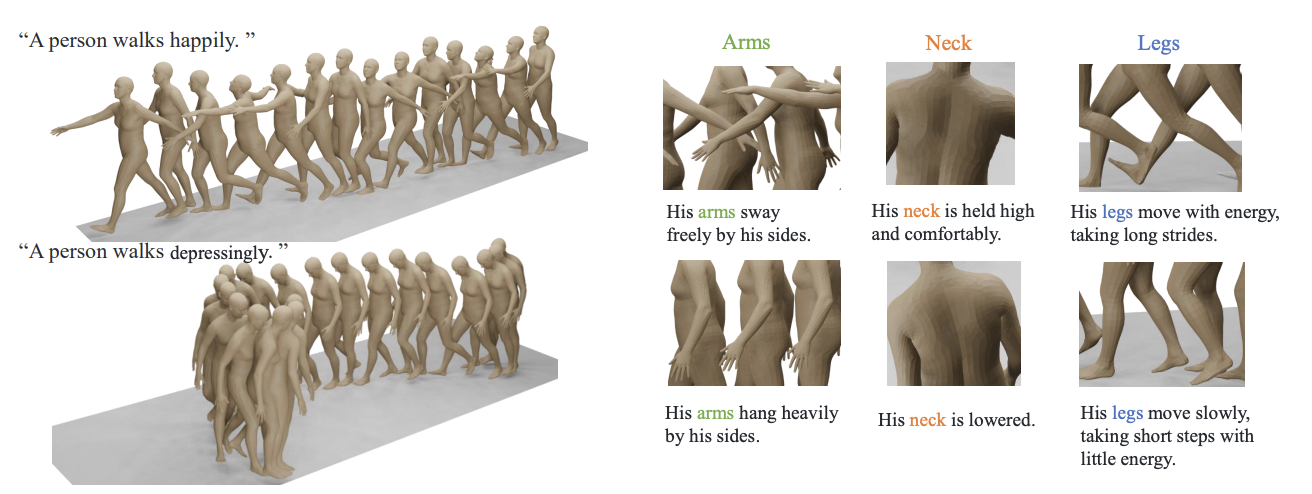 “A person walks happily. ”
“A person walks depressingly. ”
Arms
Neck
Legs
His arms sway
freely by his sides.
His neck is held high
and comfortably.
His legs move with energy,
taking long strides.
His arms hang heavily
by his sides.
His neck is lowered.
His legs move slowly,
taking short steps with
little energy.